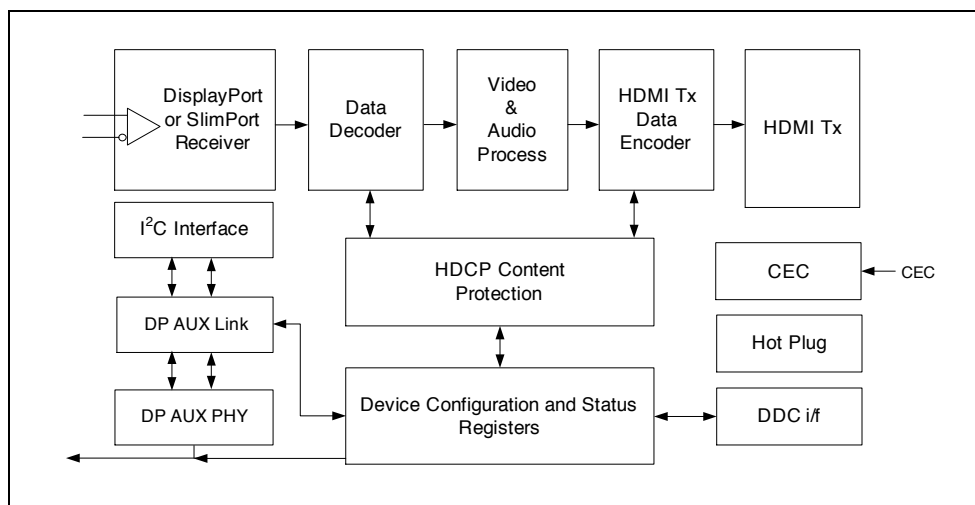 DisplayPort
or SlimPort
Receiver
Data
Decoder
Video
&
Audio
Process
HDMI Tx
Data
Encoder
HDMI Tx
I²C Interface
HDCP Content
Protection
CEC
CEC
DP AUX Link
Hot Plug
DP AUX PHY
Device Configuration and Status
Registers
DDC i/f